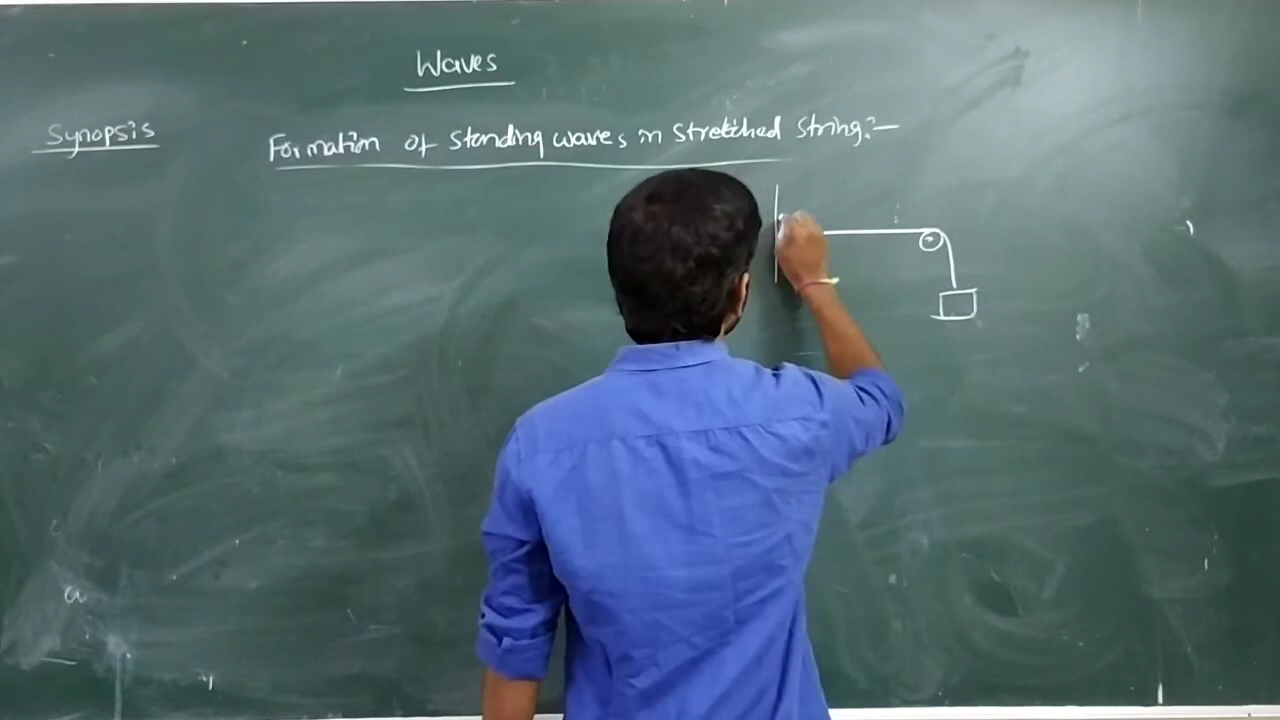 Waves
Synopsis
Formation of standing waves in stretched string:-